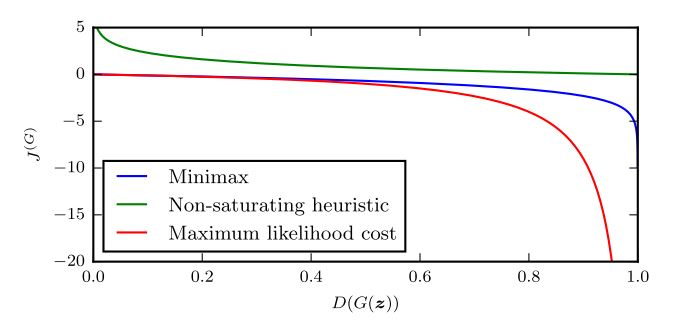 5
0
−5
−10
−15
−20
J^(G)
Minimax
Non-saturating heuristic
Maximum likelihood cost
0.0 0.2 0.4 0.6 0.8 1.0
D(G(z))